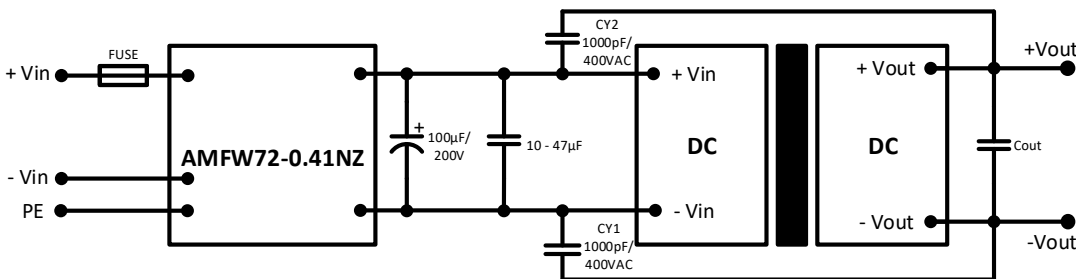 CY2
1000pF/
400VAC
FUSE
+ Vin
+ Vin
+ Vout
+Vout
100µF/
200V
10 - 47µF
AMFW72-0.41NZ
DC
DC
Cout
- Vin
PE
- Vin
- Vout
-Vout
CY1
1000pF/
400VAC